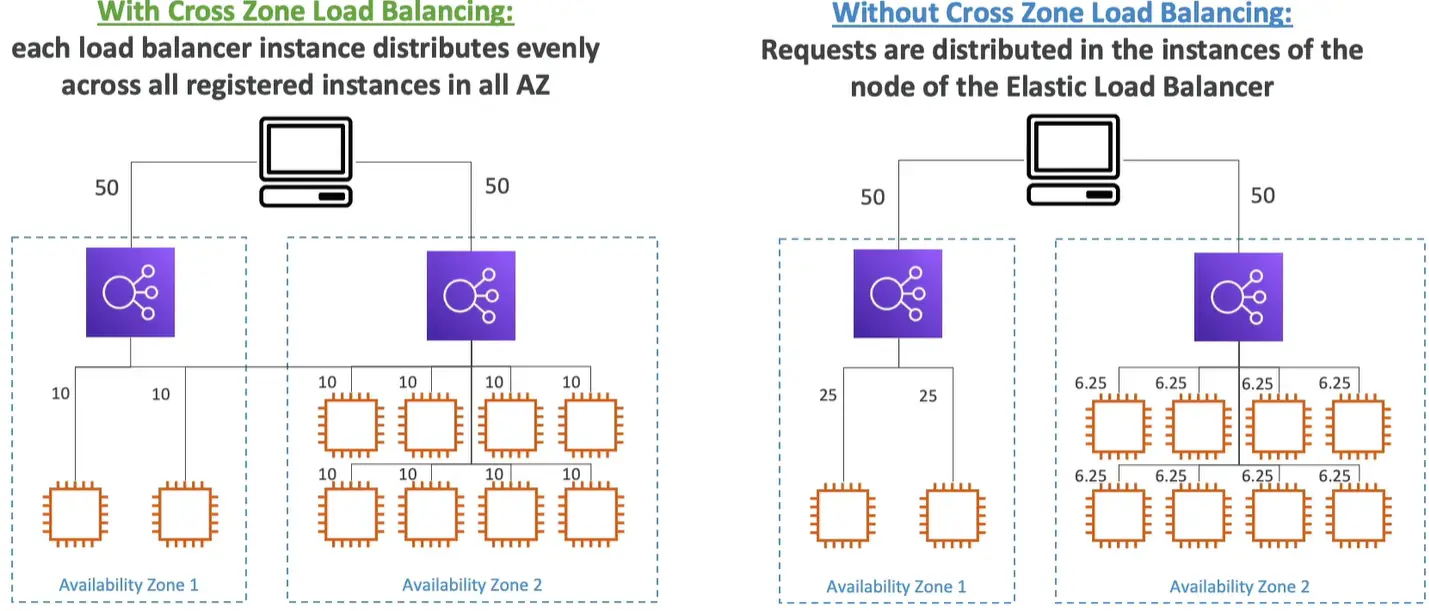 With Cross Zone Load Balancing:
each load balancer instance distributes evenly
across all registered instances in all AZ
50
50
10
10
10
10
10
10
10
10
10
10
Availability Zone 1
Availability Zone 2
Without Cross Zone Load Balancing:
Requests are distributed in the instances of the
node of the Elastic Load Balancer
50
50
25
25
6.25
6.25
6.25
6.25
6.25
6.25
6.25
6.25
Availability Zone 1
Availability Zone 2